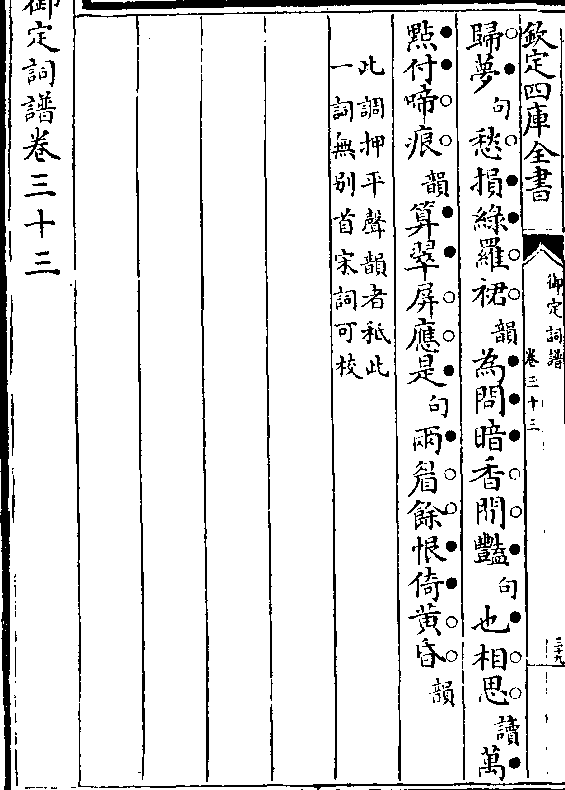 欽定四庫全書
御定詞譜
卷三十三
三十九
歸夢句愁損綠羅裙韻為問暗香閒豔句也相思讀萬
點付啼痕韻算翠屏應是句兩眉餘恨倚黃昏韻
此調押平聲韻者秪此
一詞無別首宋詞可校
御定詞譜卷三十三